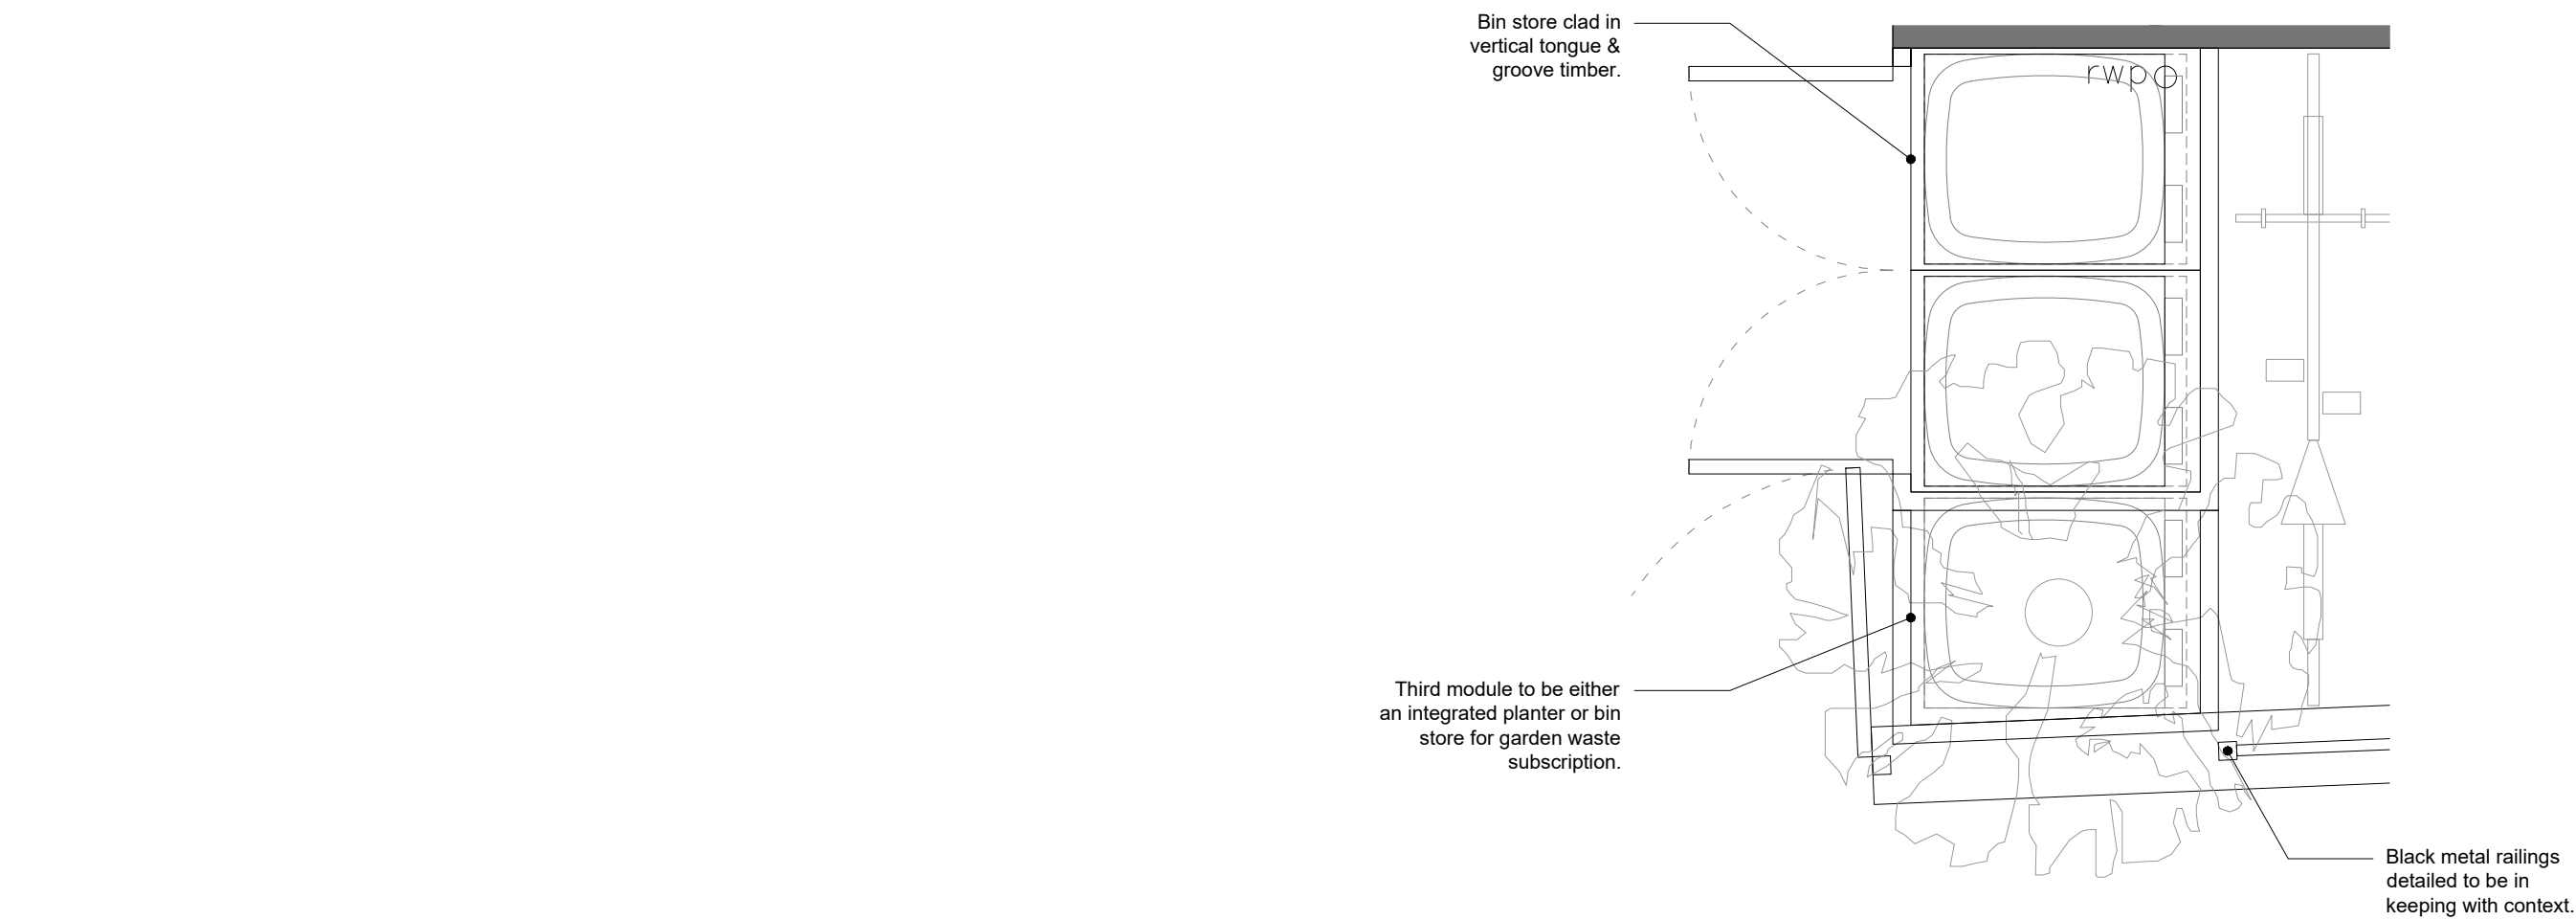 Bin store clad in
vertical tongue &
groove timber.
rwp
Third module to be either
an integrated planter or bin
store for garden waste
subscription.
Black metal railings
detailed to be in
keeping with context.